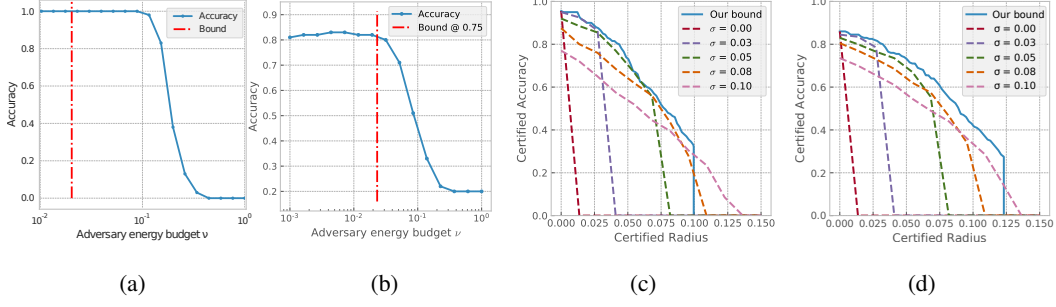 1.0
0.8
0.6
0.4
0.2
0.0
Accuracy
10⁻²
10⁻¹
10⁰
Adversary energy budget ν
Accuracy
Bound
(a)
0.9
0.8
0.7
0.6
0.5
0.4
0.3
0.2
Accuracy
10⁻³
10⁻²
10⁻¹
10⁰
Adversary energy budget ν
Accuracy
Bound @ 0.75
(b)
1.0
0.8
0.6
0.4
0.2
0.0
Certified Accuracy
0.000 0.025 0.050 0.075 0.100 0.125 0.150
Certified Radius
Our bound
σ = 0.00
σ = 0.03
σ = 0.05
σ = 0.08
σ = 0.10
(c)
1.0
0.8
0.6
0.4
0.2
0.0
Certified Accuracy
0.000 0.025 0.050 0.075 0.100 0.125 0.150
Certified Radius
Our bound
σ = 0.00
σ = 0.03
σ = 0.05
σ = 0.08
σ = 0.10
(d)